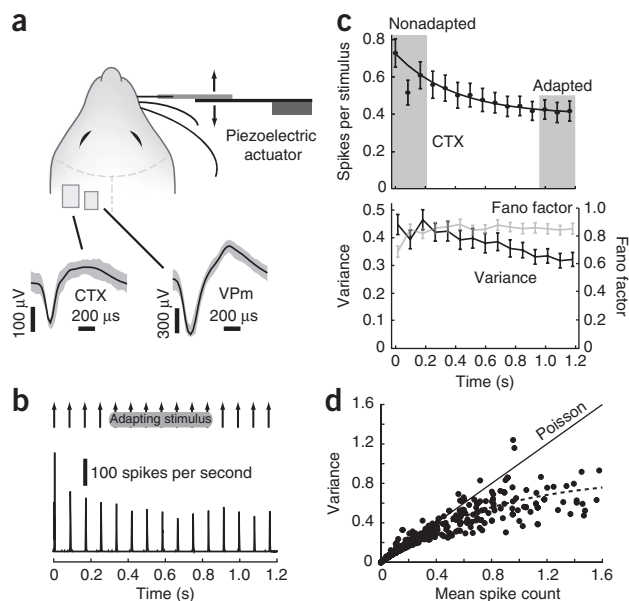 a
Piezoelectric
actuator
CTX
100 µV
200 µs
VPm
300 µV
200 µs
b
Adapting stimulus
100 spikes per second
0
0.2
0.4
0.6
0.8
1.0
1.2
Time (s)
c
Nonadapted
Adapted
CTX
Spikes per stimulus
0.8
0.6
0.4
0.2
0
Fano factor
Variance
Variance
0.5
0.4
0.3
0.2
0.1
0
1.0
0.8
0.6
0.4
0.2
0
Fano factor
0
0.2
0.4
0.6
0.8
1.0
1.2
Time (s)
d
Poisson
Variance
1.6
1.2
0.8
0.4
0
0
0.4
0.8
1.2
1.6
Mean spike count